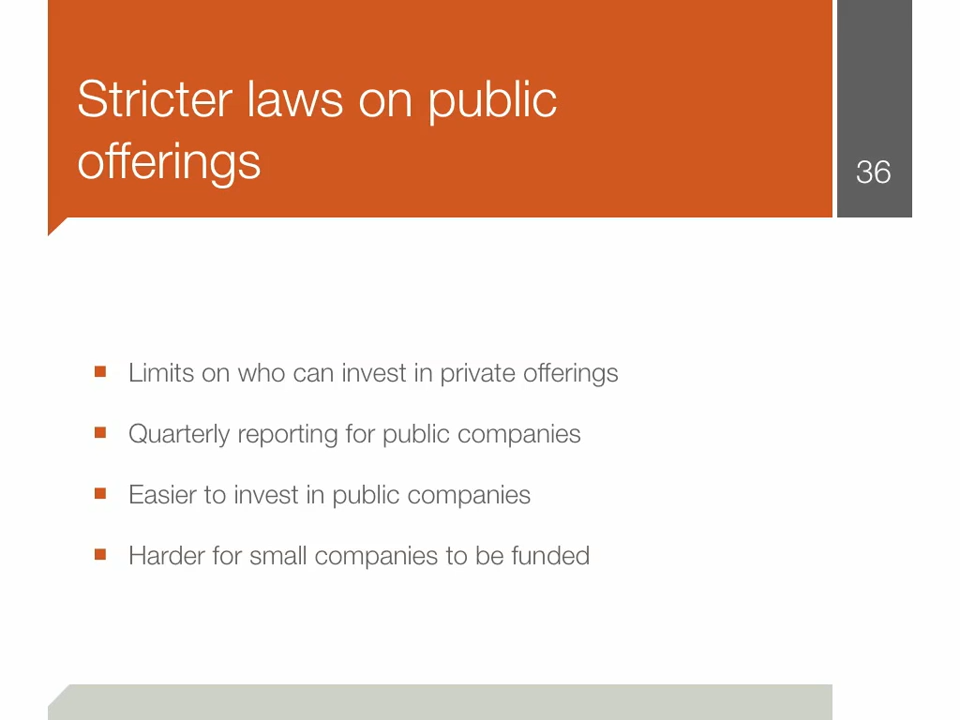 Stricter laws on public
offerings
36
Limits on who can invest in private offerings
Quarterly reporting for public companies
Easier to invest in public companies
Harder for small companies to be funded